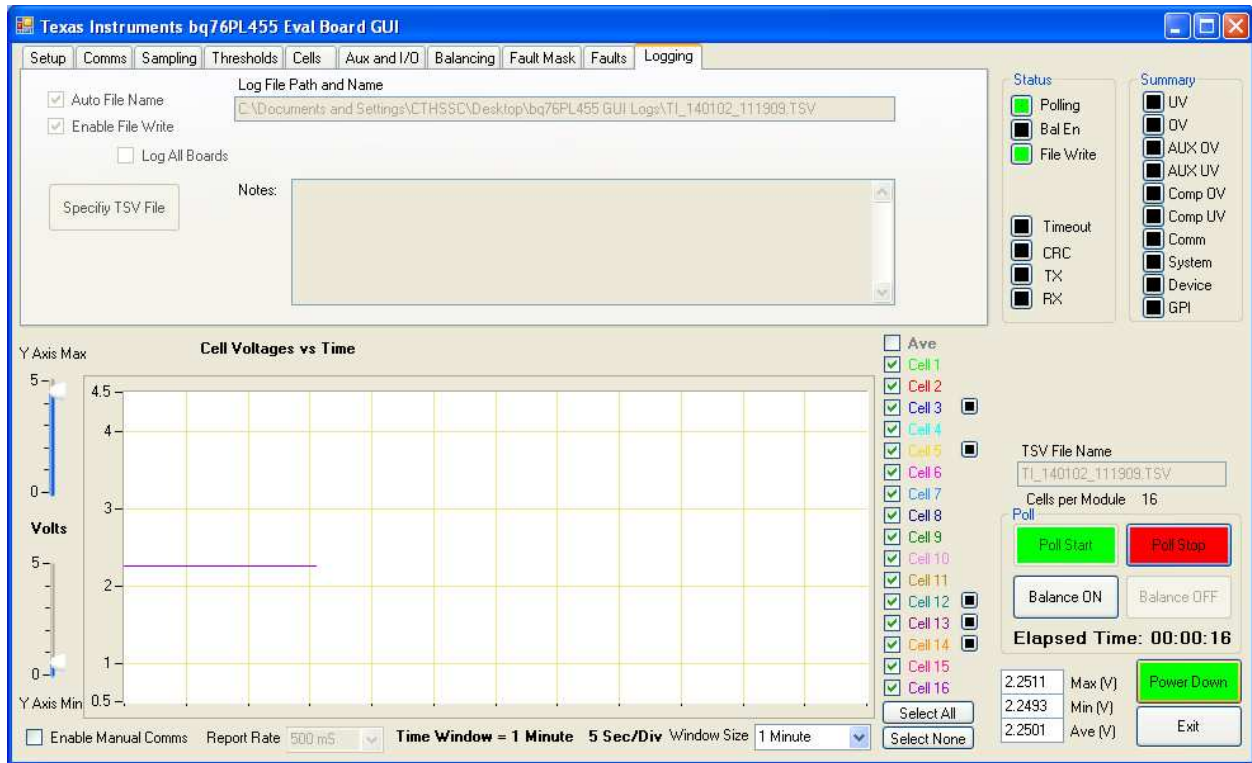 Texas Instruments bq76PL455 Eval Board GUI
Setup Comms Sampling Thresholds Cells Aux and I/O Balancing Fault Mask Faults Logging
Auto File Name
Enable File Write
Log All Boards
Log File Path and Name
C:\Documents and Settings\CTHSSC\Desktop\bq76PL455 GUI Logs\TI_140102_111909.TSV
Specifiy TSV File
Notes:
Status
Polling
Bal En
File Write
Timeout
CRC
TX
RX
Summary
UV
OV
AUX OV
AUX UV
Comp OV
Comp UV
Comm
System
Device
GPI
Y Axis Max
5
0
Volts
5
0
Y Axis Min
Cell Voltages vs Time
4.5
4
3
2
1
0.5
Ave
Cell 1
Cell 2
Cell 3
Cell 4
Cell 5
Cell 6
Cell 7
Cell 8
Cell 9
Cell 10
Cell 11
Cell 12
Cell 13
Cell 14
Cell 15
Cell 16
Select All
Select None
TSV File Name
TI_140102_111909.TSV
Cells per Module 16
Poll
Poll Start Poll Stop
Balance ON Balance OFF
Elapsed Time: 00:00:16
2.2511 Max (V)
2.2493 Min (V)
2.2501 Ave (V)
Power Down
Exit
Enable Manual Comms Report Rate 500 mS Time Window = 1 Minute 5 Sec/Div Window Size 1 Minute